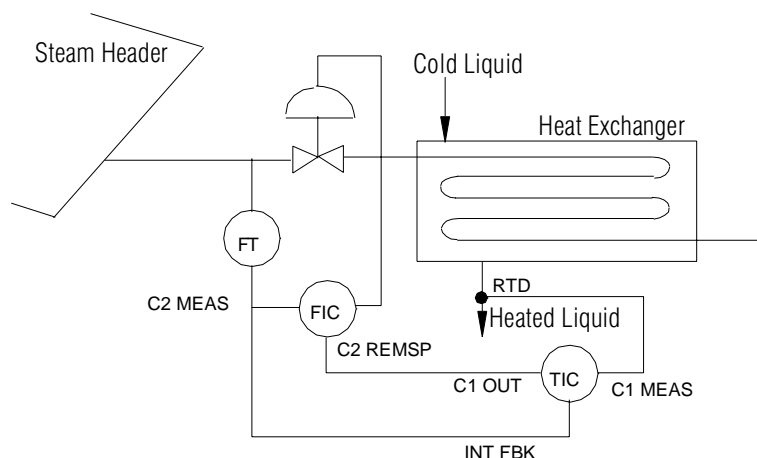 Steam Header
Cold Liquid
Heat Exchanger
FT
RTD
C2 MEAS
FIC
Heated Liquid
C2 REMSP
C1 OUT
TIC
C1 MEAS
INT FBK